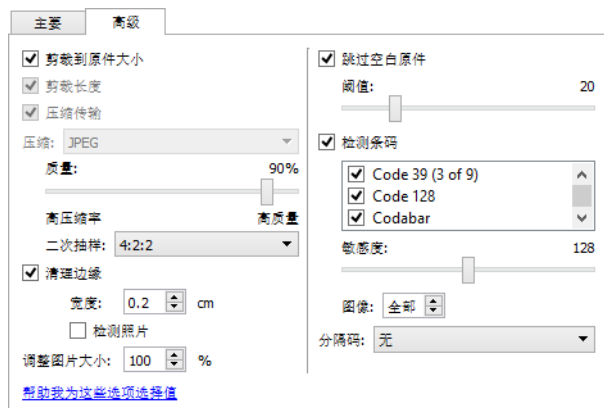 主要
高级
剪裁到原件大小
剪裁长度
压缩传输
压缩: JPEG
质量: 90%
高压缩率 高质量
二次抽样: 4:2:2
清理边缘
宽度: 0.2 cm
检测照片
调整图片大小: 100 %
帮助我为这些选项选择值
跳过空白原件
阈值: 20
检测条码
Code 39 (3 of 9)
Code 128
Codabar
敏感度: 128
图像: 全部
分隔码: 无